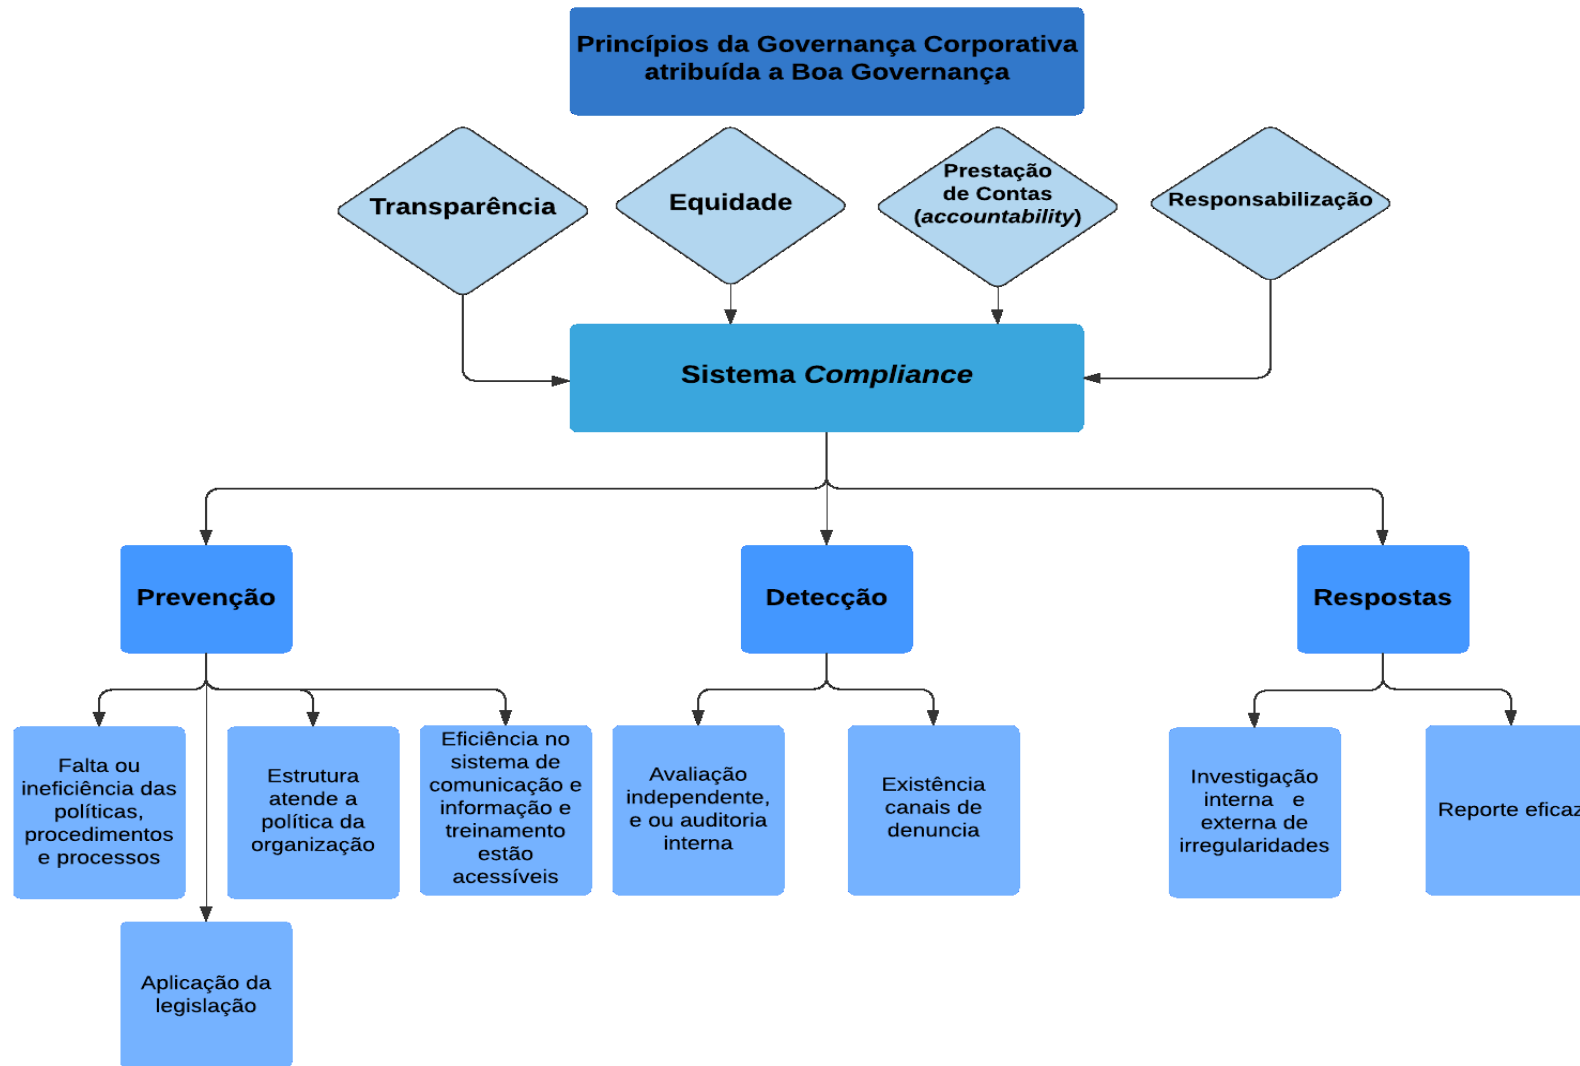 Princípios da Governança Corporativa
atribuída a Boa Governança
Transparência
Equidade
Prestação
de Contas
(accountability)
Responsabilização
Sistema Compliance
Prevenção
Detecção
Respostas
Falta ou
ineficiência das
políticas,
procedimentos
e processos
Estrutura
atende a
política da
organização
Eficiência no
sistema de
comunicação e
informação e
treinamento
estão
acessíveis
Avaliação
independente,
e ou auditoria
interna
Existência
canais de
denuncia
Investigação
interna e
externa de
irregularidades
Reporte eficaz
Aplicação da
legislação